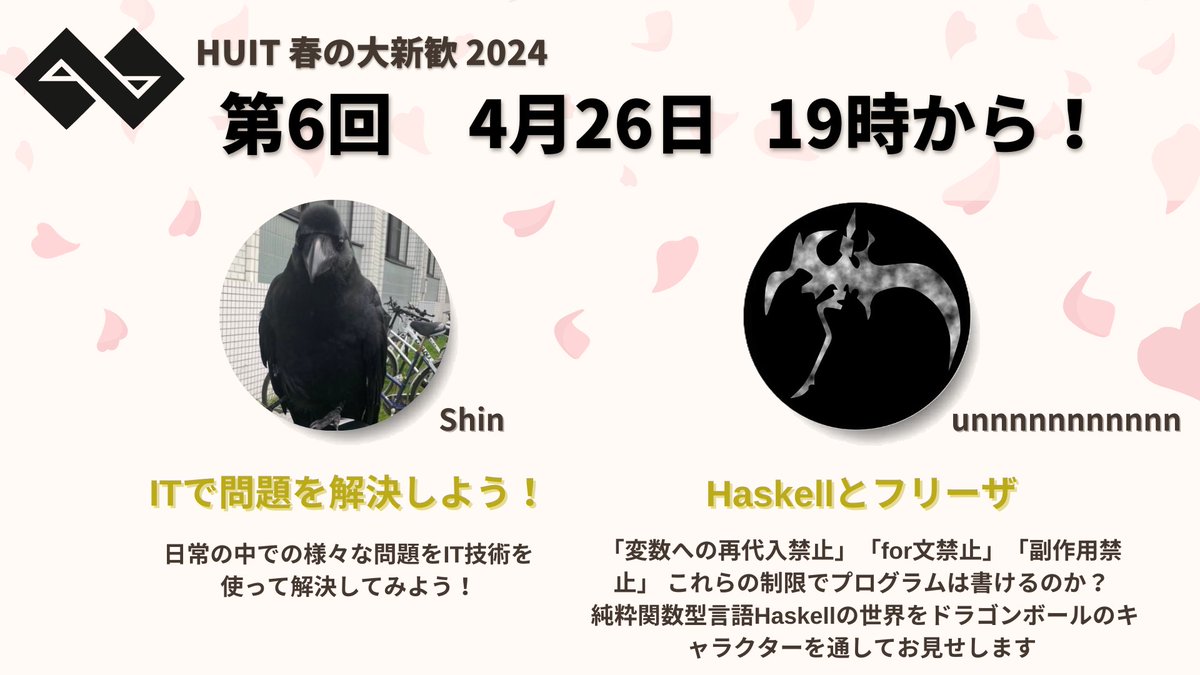 HUIT 春の大新歓 2024
第6回 4月26日 19時から！
Shin
unnnnnnnnnnnn
ITで問題を解決しよう！
日常の中での様々な問題をIT技術を
使って解決してみよう！
Haskellとフリーザ
「変数への再代入禁止」「for文禁止」「副作用禁
止」 これらの制限でプログラムは書けるのか？
純粋関数型言語Haskellの世界をドラゴンボールのキ
ャラクターを通してお見せします